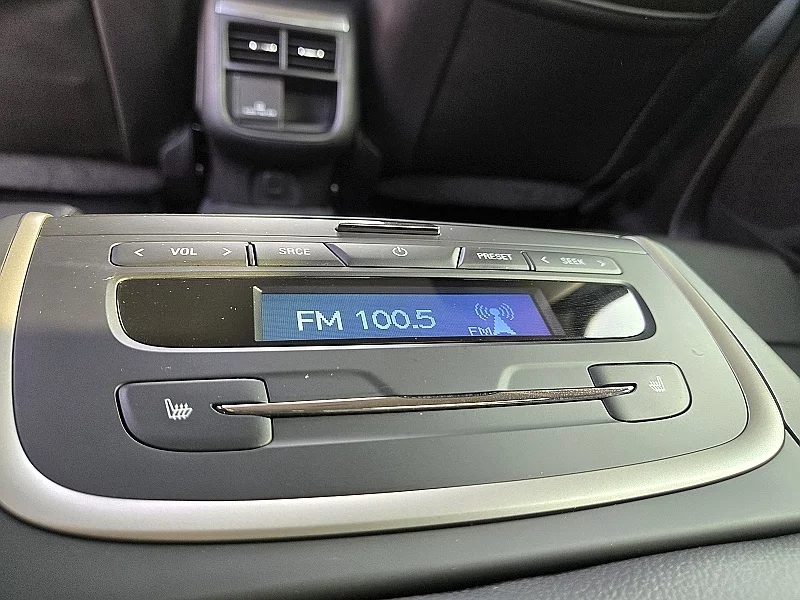 < VOL > SRCE PRESET < SEEK >
FM 100.5 FM